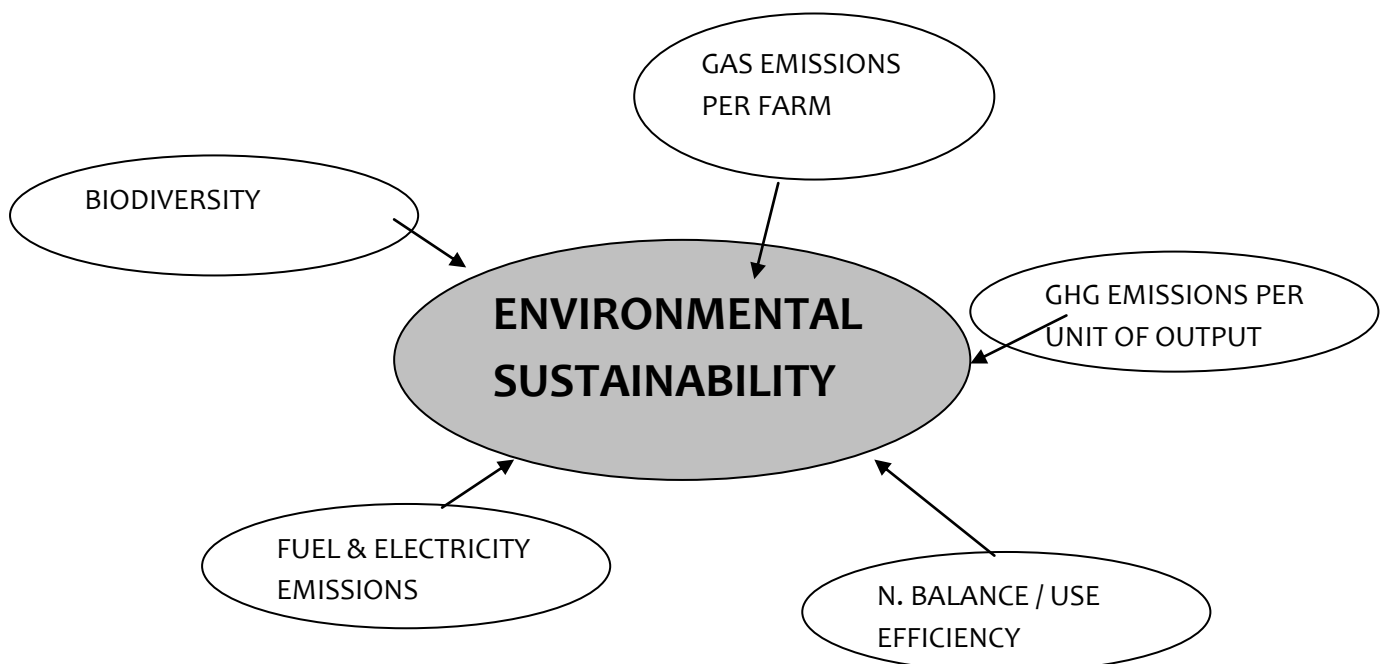 GAS EMISSIONS
PER FARM
BIODIVERSITY
ENVIRONMENTAL
SUSTAINABILITY
GHG EMISSIONS PER
UNIT OF OUTPUT
FUEL & ELECTRICITY
EMISSIONS
N. BALANCE / USE
EFFICIENCY